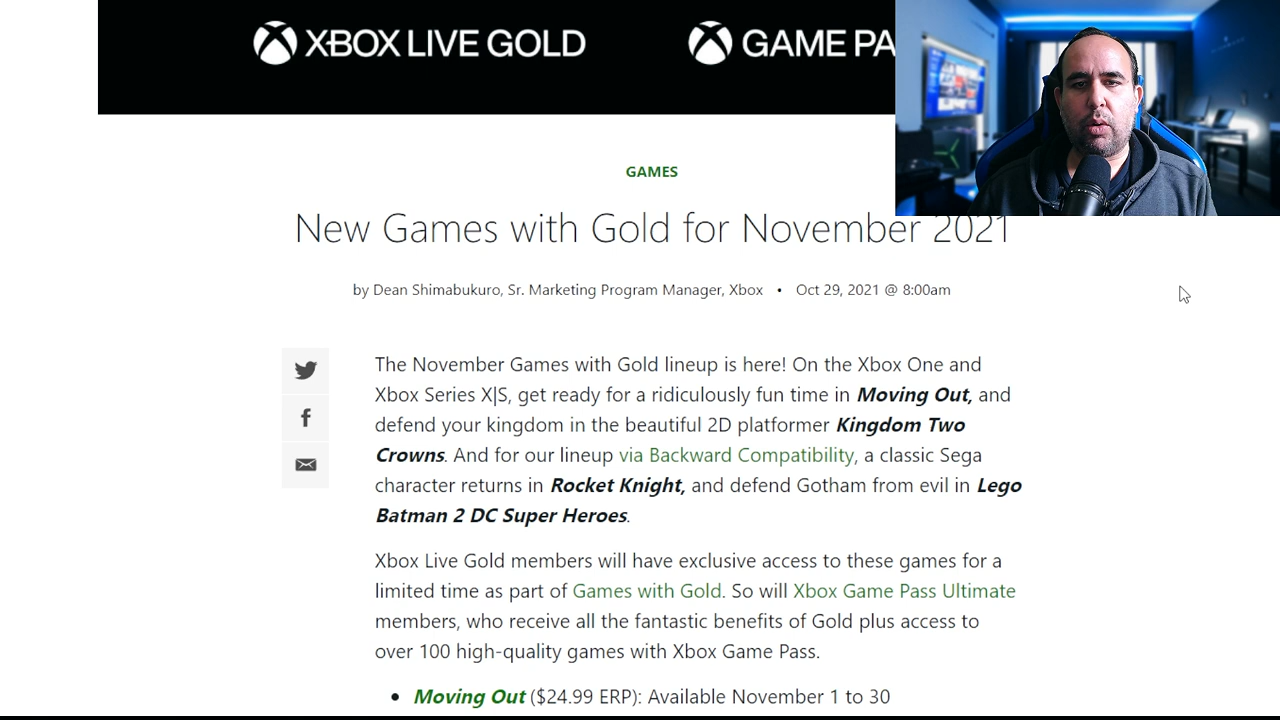 XBOX LIVE GOLD
GAME PA
GAMES
New Games with Gold for November 2021
by Dean Shimabukuro, Sr. Marketing Program Manager, Xbox • Oct 29, 2021 @ 8:00am
The November Games with Gold lineup is here! On the Xbox One and
Xbox Series X|S, get ready for a ridiculously fun time in Moving Out, and
defend your kingdom in the beautiful 2D platformer Kingdom Two
Crowns. And for our lineup via Backward Compatibility, a classic Sega
character returns in Rocket Knight, and defend Gotham from evil in Lego
Batman 2 DC Super Heroes.
Xbox Live Gold members will have exclusive access to these games for a
limited time as part of Games with Gold. So will Xbox Game Pass Ultimate
members, who receive all the fantastic benefits of Gold plus access to
over 100 high-quality games with Xbox Game Pass.
• Moving Out ($24.99 ERP): Available November 1 to 30